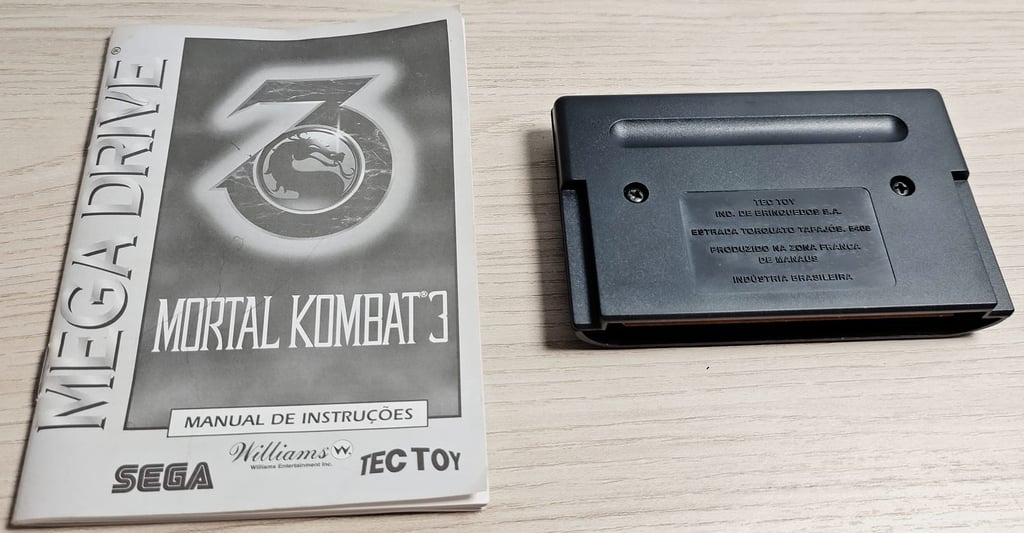 MEGA DRIVE®
3
MORTAL KOMBAT® 3
MANUAL DE INSTRUÇÕES
SEGA
Williams W
Williams Entertainment Inc.
TEC TOY
TEC TOY
IND. DE BRINQUEDOS S.A.
ESTRADA TORQUATO TAPAJÓS, 5408
PRODUZIDO NA ZONA FRANCA
DE MANAUS
INDÚSTRIA BRASILEIRA